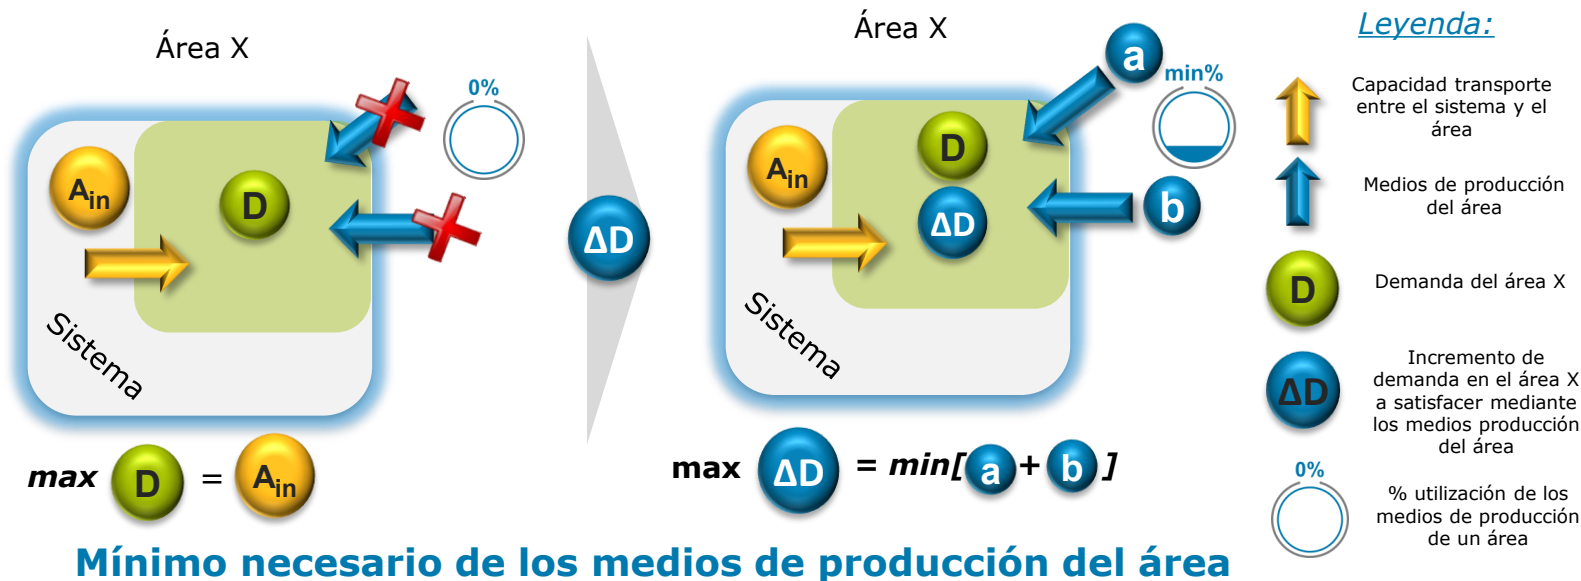 Área X
0%
A in
D
Sistema
max D = A in
ΔD
Área X
a
min%
D
A in
b
ΔD
Sistema
max ΔD = min[ a + b ]
Leyenda:
Capacidad transporte
entre el sistema y el
área
Medios de producción
del área
D
Demanda del área X
ΔD
Incremento de
demanda en el área X
a satisfacer mediante
los medios producción
del área
0%
% utilización de los
medios de producción
de un área
Mínimo necesario de los medios de producción del área